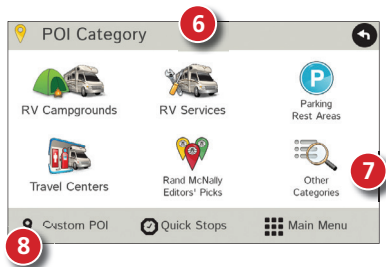 6
POI Category
RV Campgrounds
RV Services
P
Parking
Rest Areas
Travel Centers
Rand McNally
Editors' Picks
Other
Categories
7
Custom POI
Quick Stops
Main Menu
8